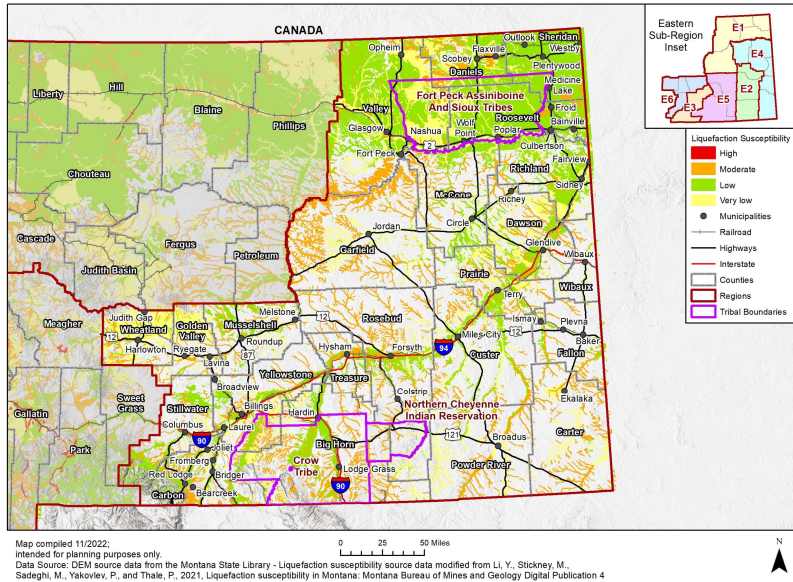 CANADA
Eastern
Sub-Region
Inset
E1
E4
E6
E3
E5
E2
Liquefaction Susceptibility
High
Moderate
Low
Very low
Municipalities
Railroad
Highways
Interstate
Counties
Regions
Tribal Boundaries
Opheim
Outlook
Sheridan
Flaxville
Westby
Scobey
Daniels
Plentywood
Hill
Liberty
Blaine
Phillips
Valley
Fort Peck Assiniboine
And Sioux Tribes
Medicine
Lake
Froid
Roosevelt
Bainville
Wolf
Point
Poplar
Glasgow
Nashua
2
Culbertson
Fort Peck
Fairview
Richland
Sidney
Chouteau
McCone
Richey
Circle
Dawson
Jordan
Cascade
Fergus
Petroleum
Garfield
Glendive
Judith Basin
Wibaux
Prairie
Wibaux
Terry
Meagher
Judith Gap
Wheatland
Golden
Valley
Musselshell
Melstone
12
Rosebud
Ismay
Plevna
12
Baker
12
Harlowton
Ryegate
Roundup
87
Lavina
Hysham
Forsyth
94
Miles City
Custer
Fallon
Yellowstone
Treasure
Broadview
Sweet
Grass
Colstrip
Ekalaka
Gallatin
Stillwater
Billings
Hardin
Northern Cheyenne
Indian Reservation
Columbus
90
Laurel
Joliet
Big Horn
121
Broadus
Carter
Park
Fromberg
Crow
Tribe
Lodge Grass
Powder River
Red Lodge
Bridger
90
Carbon
Bearcreek
Map compiled 11/2022;
intended for planning purposes only.
0 25 50 Miles
N
Data Source: DEM source data from the Montana State Library - Liquefaction susceptibility source data modified from Li, Y., Stickney, M.,
Sadeghi, M., Yakovlev, P., and Thale, P., 2021, Liquefaction susceptibility in Montana: Montana Bureau of Mines and Geology Digital Publication 4